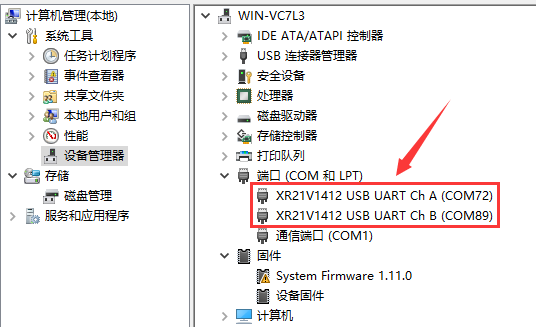 计算机管理(本地)
系统工具
任务计划程序
事件查看器
共享文件夹
本地用户和组
性能
设备管理器
存储
磁盘管理
服务和应用程序
WIN-VC7L3
IDE ATA/ATAPI 控制器
USB 连接器管理器
安全设备
处理器
磁盘驱动器
存储控制器
打印队列
端口 (COM 和 LPT)
XR21V1412 USB UART Ch A (COM72)
XR21V1412 USB UART Ch B (COM89)
通信端口 (COM1)
固件
System Firmware 1.11.0
设备固件
计算机